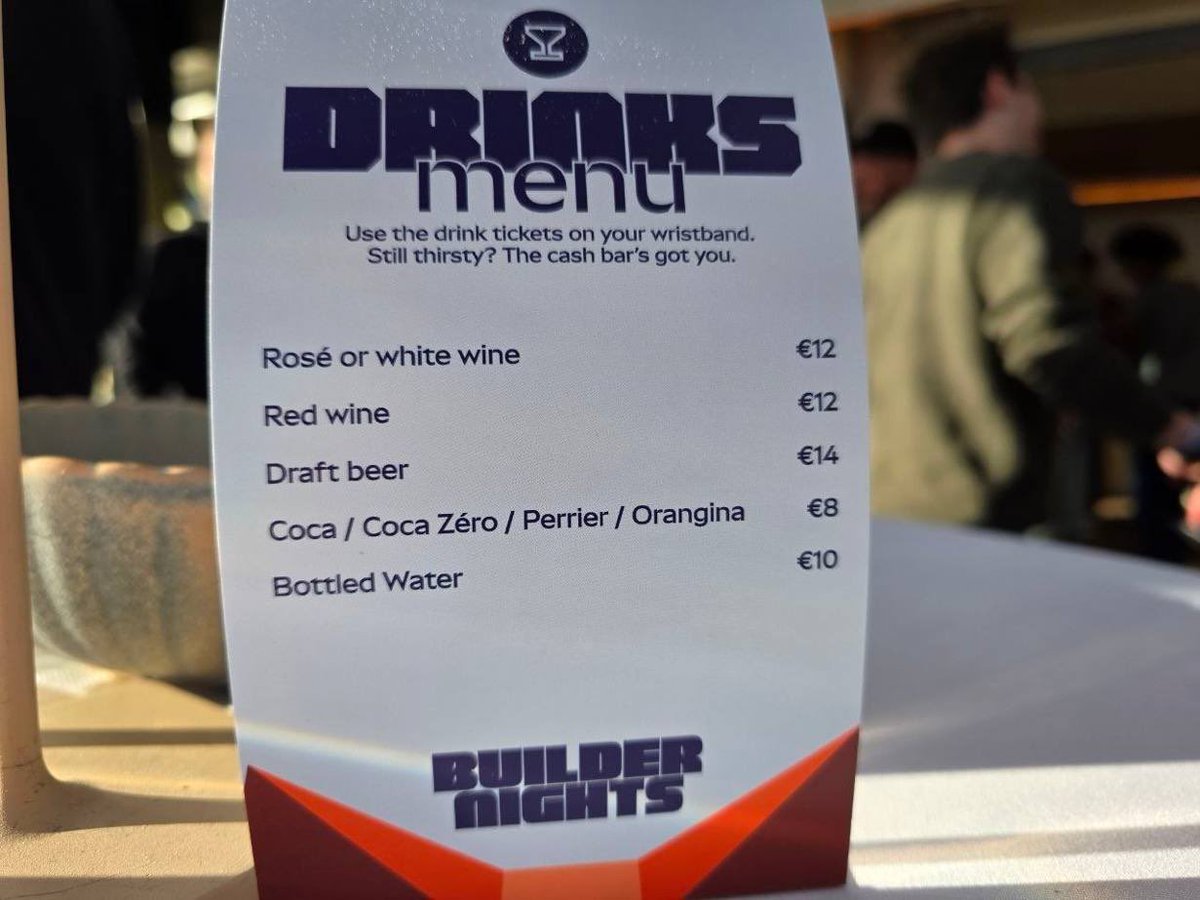 DRINKS
menu
Use the drink tickets on your wristband.
Still thirsty? The cash bar's got you.
Rosé or white wine €12
Red wine €12
Draft beer €14
Coca / Coca Zéro / Perrier / Orangina €8
Bottled Water €10
BUILDER
NIGHTS